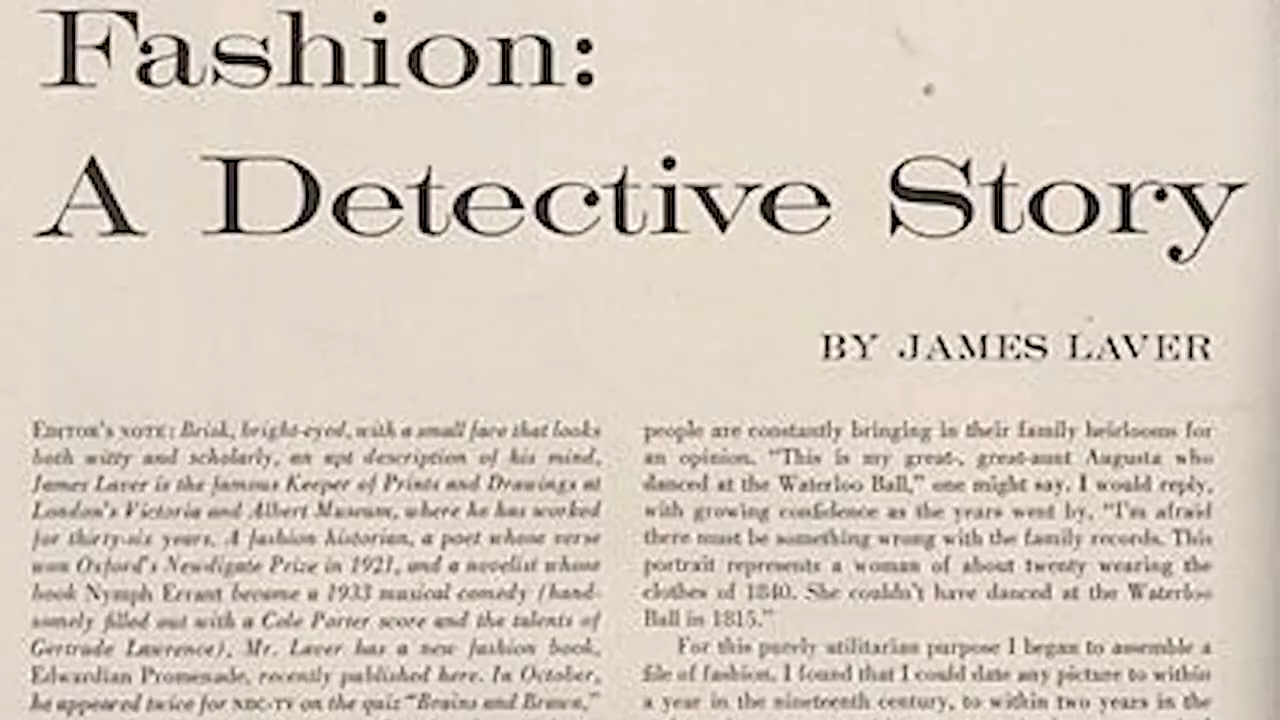 Fashion:
A Detective Story
BY JAMES LAVER
EDITOR'S NOTE: Brisk, bright-eyed, with a small face that looks
both witty and scholarly, an apt description of his mind,
James Laver is the famous Keeper of Prints and Drawings at
London's Victoria and Albert Museum, where he has worked
for thirty-six years. A fashion historian, a poet whose verse
won Oxford's Newdigate Prize in 1921, and a novelist whose
book Nymph Errant became a 1933 musical comedy (hand-
somely filled out with a Cole Porter score and the talents of
Gertrude Lawrence), Mr. Laver has a new fashion book,
Edwardian Promenade, recently published here. In October,
he appeared twice for NBC-TV on the quiz "Brains and Brawn,"
people are constantly bringing in their family heirlooms for
an opinion. "This is my great-, great-aunt Augusta who
danced at the Waterloo Ball," one might say. I would reply,
with growing confidence as the years went by, "I'm afraid
there must be something wrong with the family records. This
portrait represents a woman of about twenty wearing the
clothes of 1840. She couldn't have danced at the Waterloo
Ball in 1815."
For this purely utilitarian purpose I began to assemble a
file of fashion. I found that I could date any picture to within
a year in the nineteenth century, to within two years in the